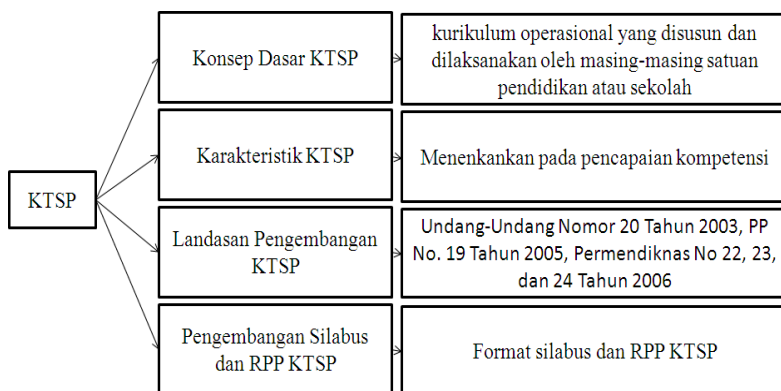 KTSP
Konsep Dasar KTSP
kurikulum operasional yang disusun dan
dilaksanakan oleh masing-masing satuan
pendidikan atau sekolah
Karakteristik KTSP
Menenkankan pada pencapaian kompetensi
Landasan Pengembangan
KTSP
Undang-Undang Nomor 20 Tahun 2003, PP
No. 19 Tahun 2005, Permendiknas No 22, 23,
dan 24 Tahun 2006
Pengembangan Silabus
dan RPP KTSP
Format silabus dan RPP KTSP